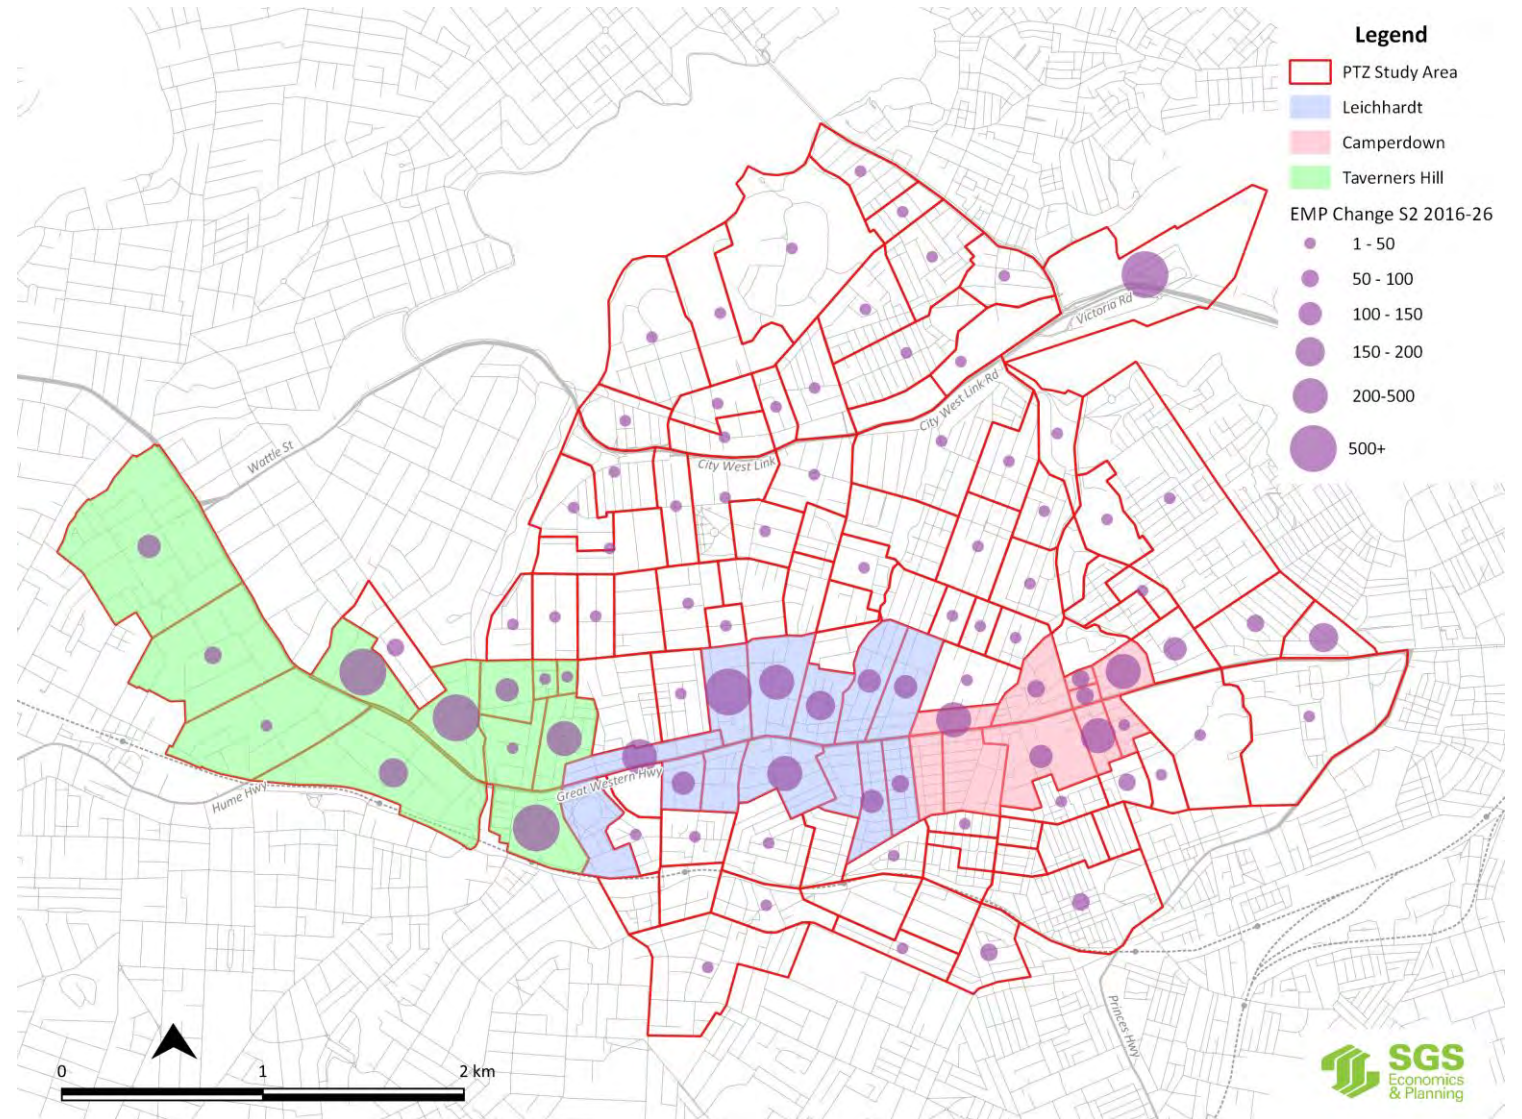 Legend
PTZ Study Area
Leichhardt
Camperdown
Taverners Hill
EMP Change S2 2016-26
1 - 50
50 - 100
100 - 150
150 - 200
200-500
500+
Victoria Rd
City West Link Rd
Wattle St
City West Link
Great Western Hwy
Hume Hwy
Princes Hwy
0 1 2 km
SGS
Economics
& Planning